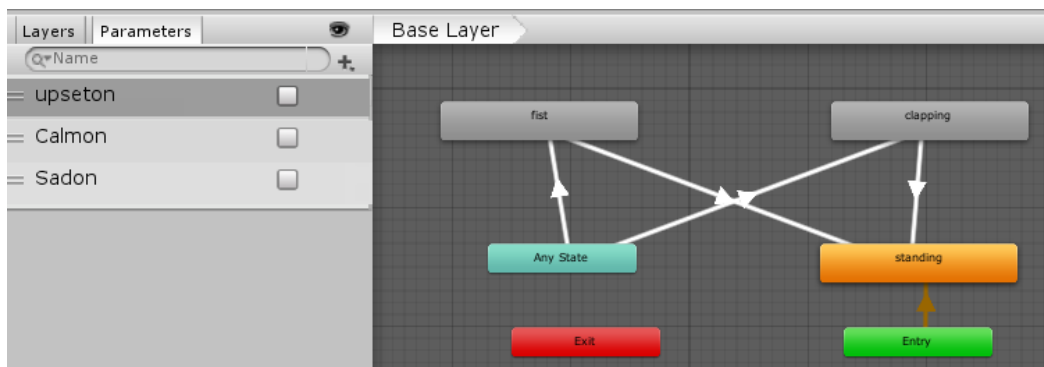 Layers Parameters
Base Layer
Name
upseton
Calmon
Sadon
fist
clapping
Any State
standing
Exit
Entry